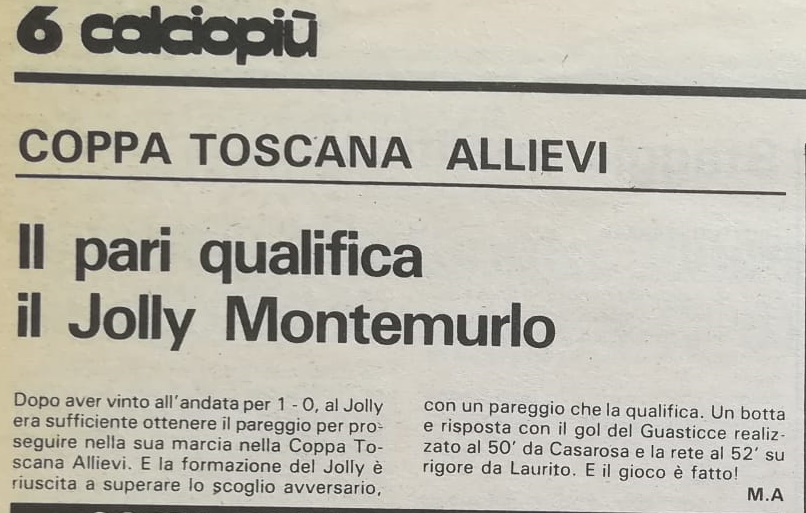 6 calciopiù
COPPA TOSCANA ALLIEVI
Il pari qualifica
il Jolly Montemurlo
Dopo aver vinto all'andata per 1 - 0, al Jolly
era sufficiente ottenere il pareggio per pro-
seguire nella sua marcia nella Coppa To-
scana Allievi. E la formazione del Jolly è
riuscita a superare lo scoglio avversario,
con un pareggio che la qualifica. Un botta
e risposta con il gol del Guasticce realiz-
zato al 50' da Casarosa e la rete al 52' su
rigore da Laurito. E il gioco è fatto!
M.A